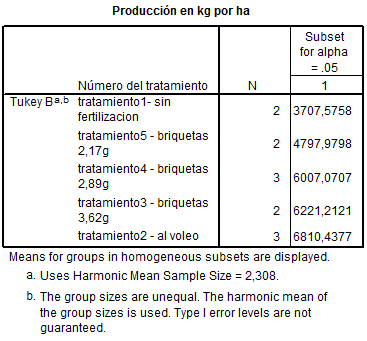 Producción en kg por ha
Subset
for alpha
= .05
Número del tratamiento N 1
Tukey Ba,b tratamiento1- sin
fertilizacion 2 3707,5758
tratamiento5 - briquetas
2,17g 2 4797,9798
tratamiento4 - briquetas
2,89g 3 6007,0707
tratamiento3 - briquetas
3,62g 2 6221,2121
tratamiento2 - al voleo 3 6810,4377
Means for groups in homogeneous subsets are displayed.
a. Uses Harmonic Mean Sample Size = 2,308.
b. The group sizes are unequal. The harmonic mean of
the group sizes is used. Type I error levels are not
guaranteed.